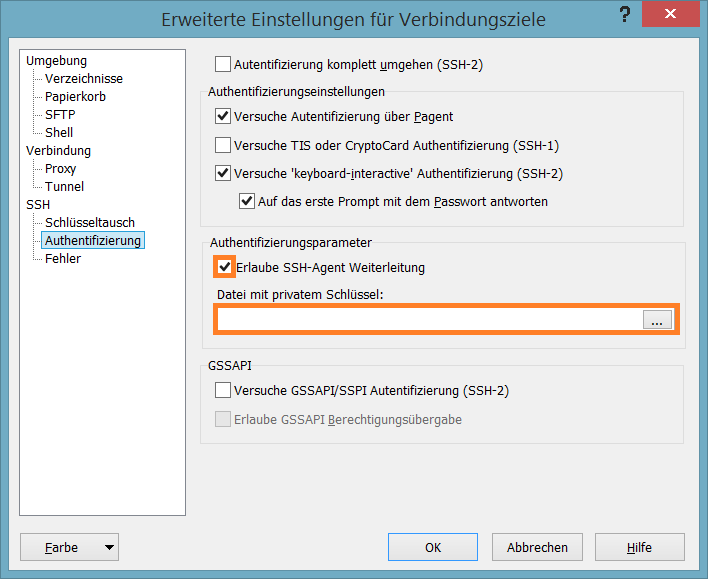 Erweiterte Einstellungen für Verbindungsziele
?
Umgebung
Verzeichnisse
Papierkorb
SFTP
Shell
Verbindung
Proxy
Tunnel
SSH
Schlüsseltausch
Authentifizierung
Fehler
Autentifizierung komplett umgehen (SSH-2)
Authentifizierungseinstellungen
Versuche Autentifizierung über Pagent
Versuche TIS oder CryptoCard Authentifizierung (SSH-1)
Versuche 'keyboard-interactive' Authentifizierung (SSH-2)
Auf das erste Prompt mit dem Passwort antworten
Authentifizierungsparameter
Erlaube SSH-Agent Weiterleitung
Datei mit privatem Schlüssel:
...
GSSAPI
Versuche GSSAPI/SSPI Autentifizierung (SSH-2)
Erlaube GSSAPI Berechtigungsübergabe
Farbe
OK
Abbrechen
Hilfe